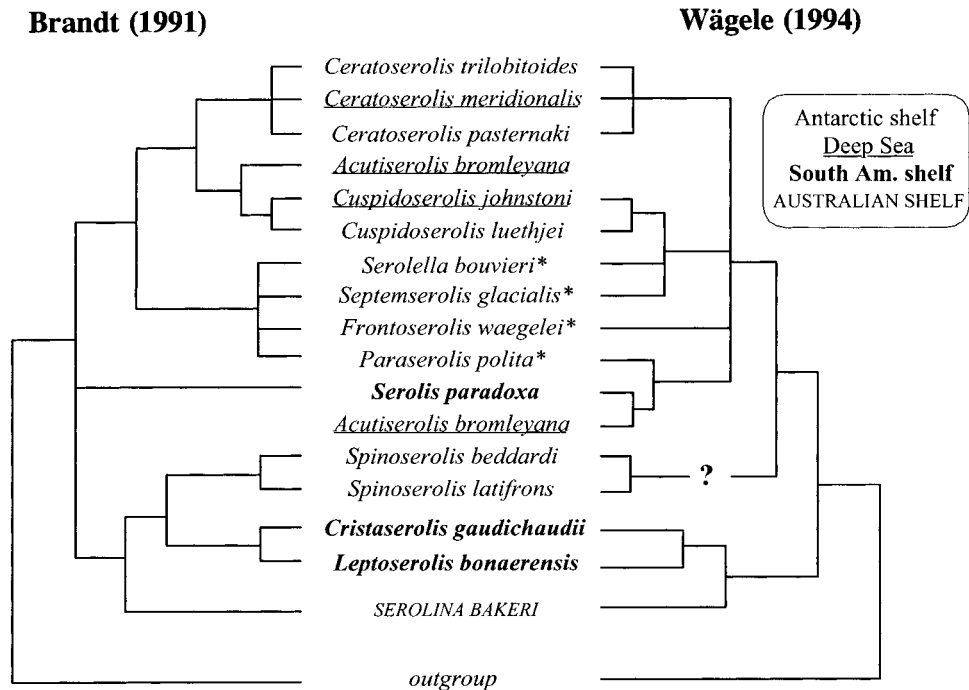 Brandt (1991)
Wägele (1994)
Ceratoserolis trilobitoides
Ceratoserolis meridionalis
Ceratoserolis pasternaki
Acutiserolis bromleyana
Cuspidoserolis johnstoni
Cuspidoserolis luethjei
Serolella bouvieri*
Septemserolis glacialis*
Frontoserolis waegelei*
Paraserolis polita*
Serolis paradoxa
Acutiserolis bromleyana
Spinoserolis beddardi
?
Spinoserolis latifrons
Cristaserolis gaudichaudii
Leptoserolis bonaerensis
SEROLINA BAKERI
outgroup
Antarctic shelf
Deep Sea
South Am. shelf
AUSTRALIAN SHELF